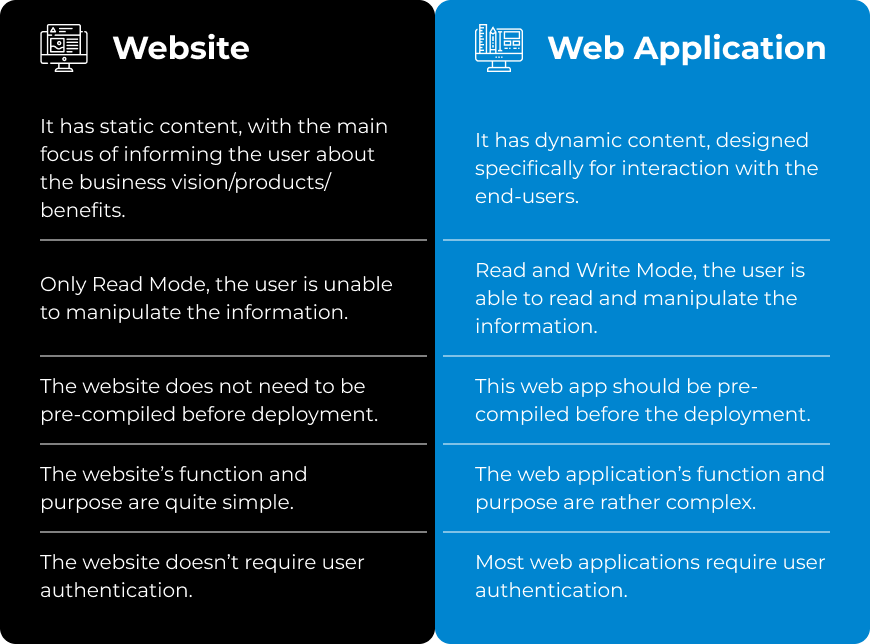 Website
Web Application
It has static content, with the main
focus of informing the user about
the business vision/products/
benefits.
It has dynamic content, designed
specifically for interaction with the
end-users.
Only Read Mode, the user is unable
to manipulate the information.
Read and Write Mode, the user is
able to read and manipulate the
information.
The website does not need to be
pre-compiled before deployment.
This web app should be pre-
compiled before the deployment.
The website’s function and
purpose are quite simple.
The web application’s function and
purpose are rather complex.
The website doesn’t require user
authentication.
Most web applications require user
authentication.